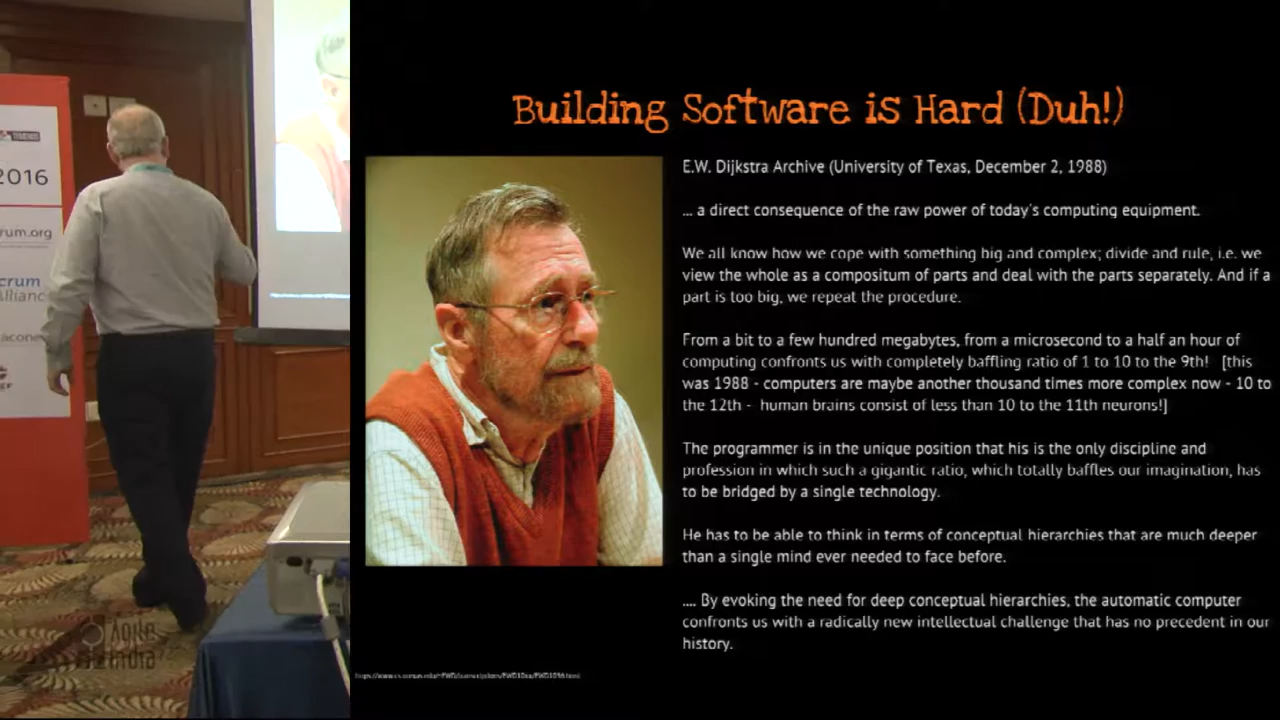 Building Software is Hard (Duh!)
E.W. Dijkstra Archive (University of Texas, December 2, 1988)
... a direct consequence of the raw power of today's computing equipment.
We all know how we cope with something big and complex; divide and rule, i.e. we
view the whole as a compositum of parts and deal with the parts separately. And if a
part is too big, we repeat the procedure.
From a bit to a few hundred megabytes, from a microsecond to a half an hour of
computing confronts us with completely baffling ratio of 1 to 10 to the 9th! [this
was 1988 - computers are maybe another thousand times more complex now - 10 to
the 12th - human brains consist of less than 10 to the 11th neurons!]
The programmer is in the unique position that his is the only discipline and
profession in which such a gigantic ratio, which totally baffles our imagination, has
to be bridged by a single technology.
He has to be able to think in terms of conceptual hierarchies that are much deeper
than a single mind ever needed to face before.
.... By evoking the need for deep conceptual hierarchies, the automatic computer
confronts us with a radically new intellectual challenge that has no precedent in our
history.
2016
rum.org
crum
Allianc
acone
Agile
India